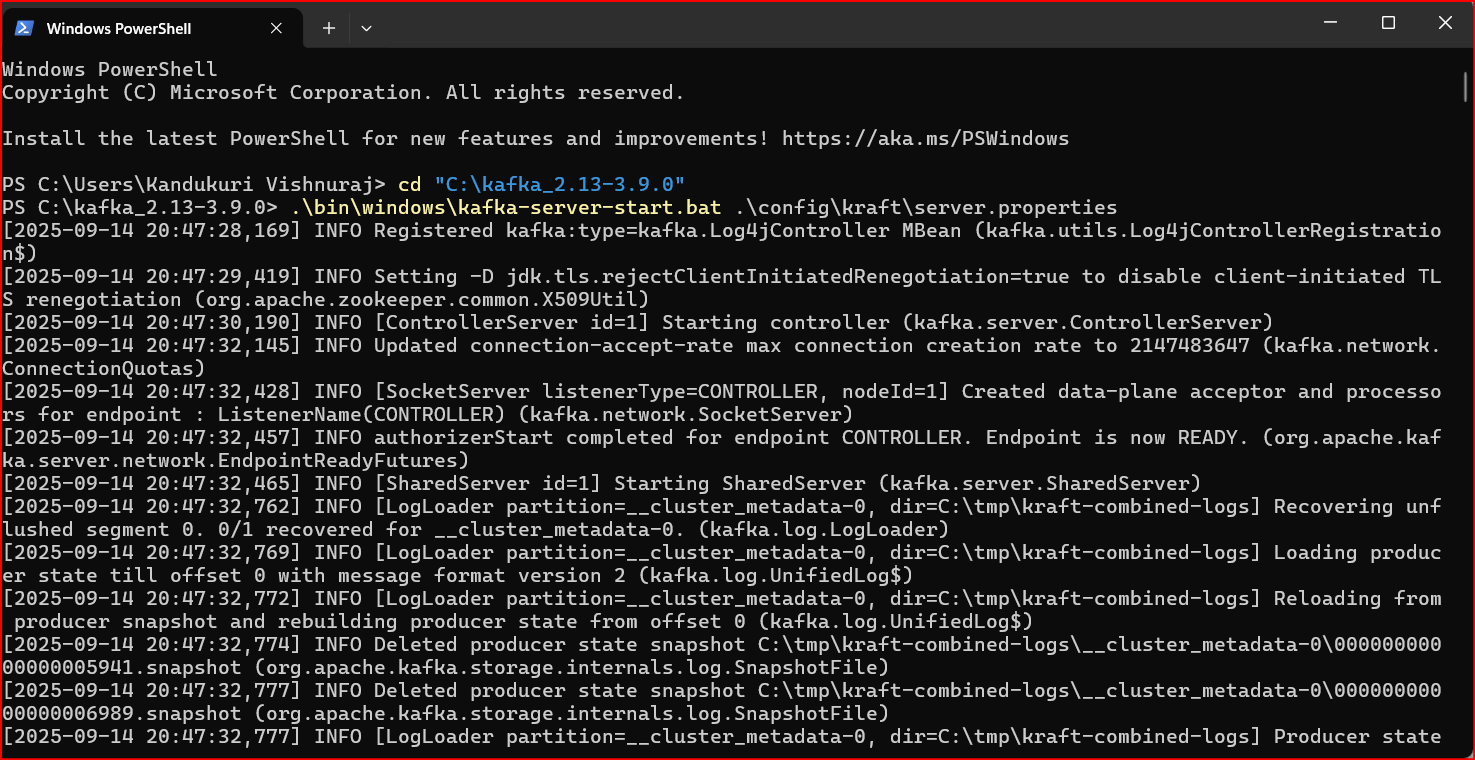 Windows PowerShell
Windows PowerShell
Copyright (C) Microsoft Corporation. All rights reserved.
Install the latest PowerShell for new features and improvements! https://aka.ms/PSWindows
PS C:\Users\Kandukuri Vishnuraj> cd "C:\kafka_2.13-3.9.0"
PS C:\kafka_2.13-3.9.0> .\bin\windows\kafka-server-start.bat .\config\kraft\server.properties
[2025-09-14 20:47:28,169] INFO Registered kafka:type=kafka.Log4jController MBean (kafka.utils.Log4jControllerRegistratio
n$)
[2025-09-14 20:47:29,419] INFO Setting -D jdk.tls.rejectClientInitiatedRenegotiation=true to disable client-initiated TL
S renegotiation (org.apache.zookeeper.common.X509Util)
[2025-09-14 20:47:30,190] INFO [ControllerServer id=1] Starting controller (kafka.server.ControllerServer)
[2025-09-14 20:47:32,145] INFO Updated connection-accept-rate max connection creation rate to 2147483647 (kafka.network.
ConnectionQuotas)
[2025-09-14 20:47:32,428] INFO [SocketServer listenerType=CONTROLLER, nodeId=1] Created data-plane acceptor and processo
rs for endpoint : ListenerName(CONTROLLER) (kafka.network.SocketServer)
[2025-09-14 20:47:32,457] INFO authorizerStart completed for endpoint CONTROLLER. Endpoint is now READY. (org.apache.kaf
ka.server.network.EndpointReadyFutures)
[2025-09-14 20:47:32,465] INFO [SharedServer id=1] Starting SharedServer (kafka.server.SharedServer)
[2025-09-14 20:47:32,762] INFO [LogLoader partition=__cluster_metadata-0, dir=C:\tmp\kraft-combined-logs] Recovering unf
lushed segment 0. 0/1 recovered for __cluster_metadata-0. (kafka.log.LogLoader)
[2025-09-14 20:47:32,769] INFO [LogLoader partition=__cluster_metadata-0, dir=C:\tmp\kraft-combined-logs] Loading produc
er state till offset 0 with message format version 2 (kafka.log.UnifiedLog$)
[2025-09-14 20:47:32,772] INFO [LogLoader partition=__cluster_metadata-0, dir=C:\tmp\kraft-combined-logs] Reloading from
 producer snapshot and rebuilding producer state from offset 0 (kafka.log.UnifiedLog$)
[2025-09-14 20:47:32,774] INFO Deleted producer state snapshot C:\tmp\kraft-combined-logs\__cluster_metadata-0\000000000
00000005941.snapshot (org.apache.kafka.storage.internals.log.SnapshotFile)
[2025-09-14 20:47:32,777] INFO Deleted producer state snapshot C:\tmp\kraft-combined-logs\__cluster_metadata-0\000000000
00000006989.snapshot (org.apache.kafka.storage.internals.log.SnapshotFile)
[2025-09-14 20:47:32,777] INFO [LogLoader partition=__cluster_metadata-0, dir=C:\tmp\kraft-combined-logs] Producer state